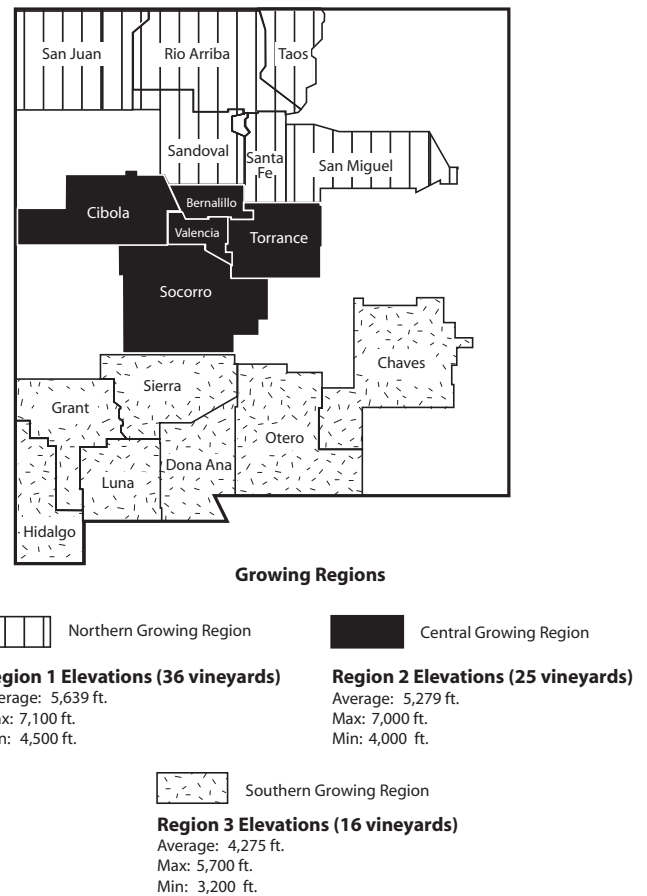 San Juan
Rio Arriba
Taos
Sandoval
Santa
Fe
San Miguel
Cibola
Bernalillo
Valencia
Torrance
Socorro
Chaves
Sierra
Grant
Otero
Dona Ana
Luna
Hidalgo
Growing Regions
Northern Growing Region
Central Growing Region
egion 1 Elevations (36 vineyards)
erage: 5,639 ft.
ax: 7,100 ft.
n: 4,500 ft.
Region 2 Elevations (25 vineyards)
Average: 5,279 ft.
Max: 7,000 ft.
Min: 4,000 ft.
Southern Growing Region
Region 3 Elevations (16 vineyards)
Average: 4,275 ft.
Max: 5,700 ft.
Min: 3,200 ft.